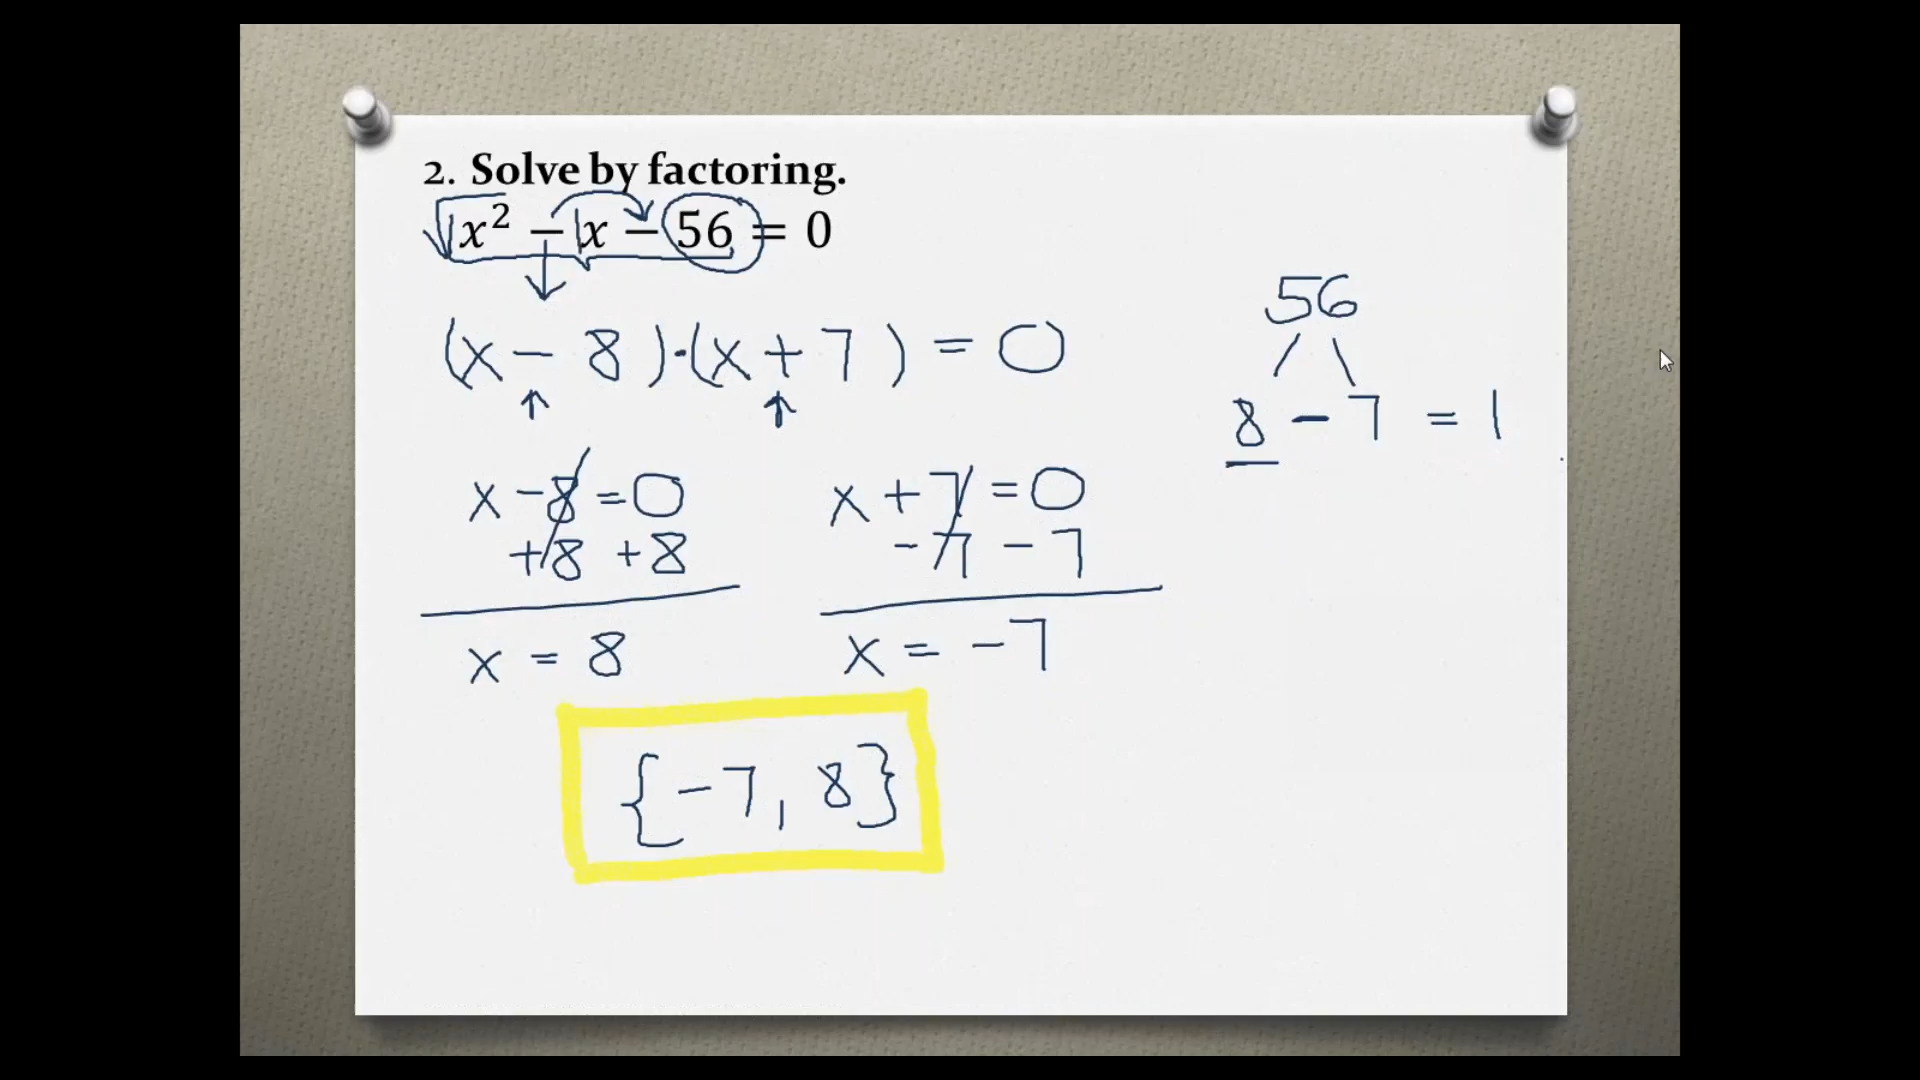 2. Solve by factoring.
x² − 1x − 56 = 0
(x − 8)·(x + 7) = 0
56
8 − 7 = 1
x − 8 = 0
+8 +8
x = 8
x + 7 = 0
−7 −7
x = −7
{−7, 8}